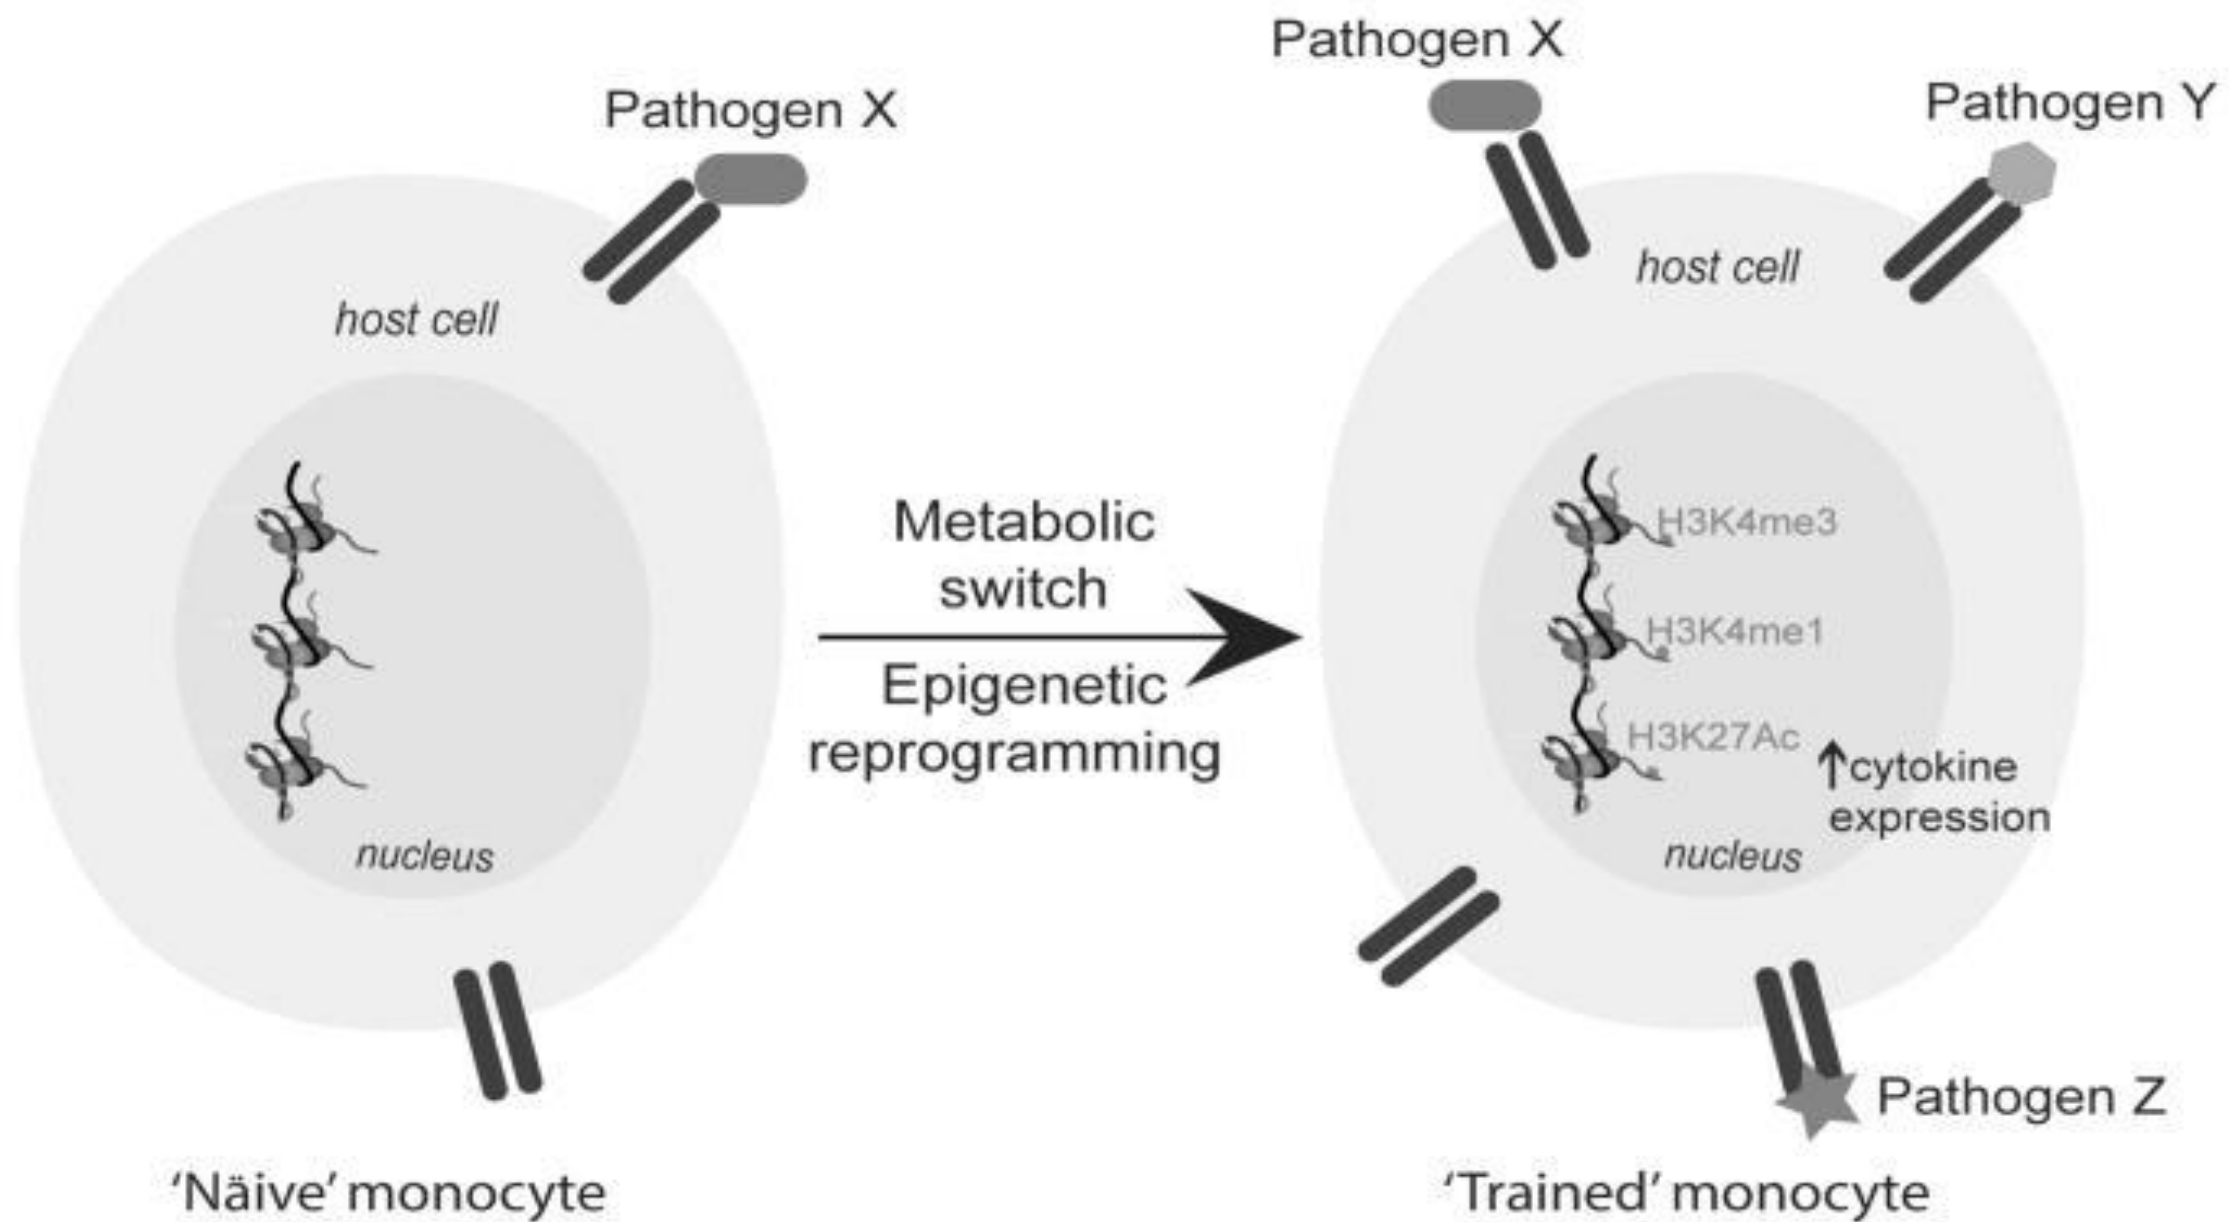 Pathogen X
host cell
nucleus
'Näive' monocyte
Metabolic
switch
Epigenetic
reprogramming
Pathogen X
Pathogen Y
host cell
H3K4me3
H3K4me1
H3K27Ac
↑cytokine
expression
nucleus
Pathogen Z
'Trained' monocyte